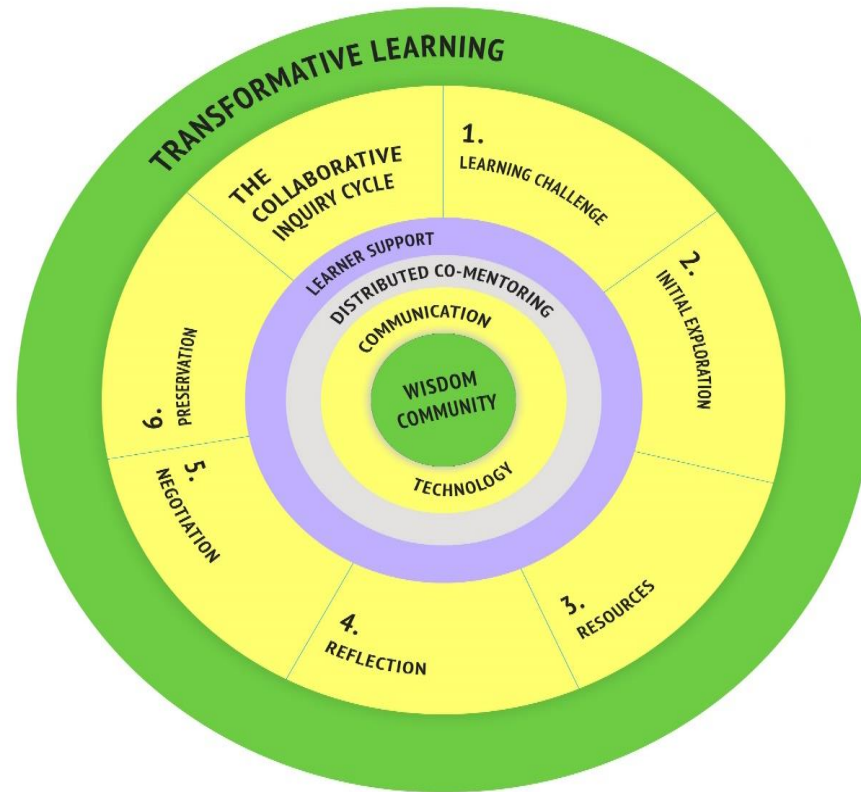 TRANSFORMATIVE LEARNING
THE
COLLABORATIVE
INQUIRY CYCLE
1.
LEARNING CHALLENGE
2.
INITIAL EXPLORATION
3.
RESOURCES
4.
REFLECTION
5.
NEGOTIATION
6.
PRESERVATION
LEARNER SUPPORT
DISTRIBUTED CO-MENTORING
COMMUNICATION
WISDOM
COMMUNITY
TECHNOLOGY